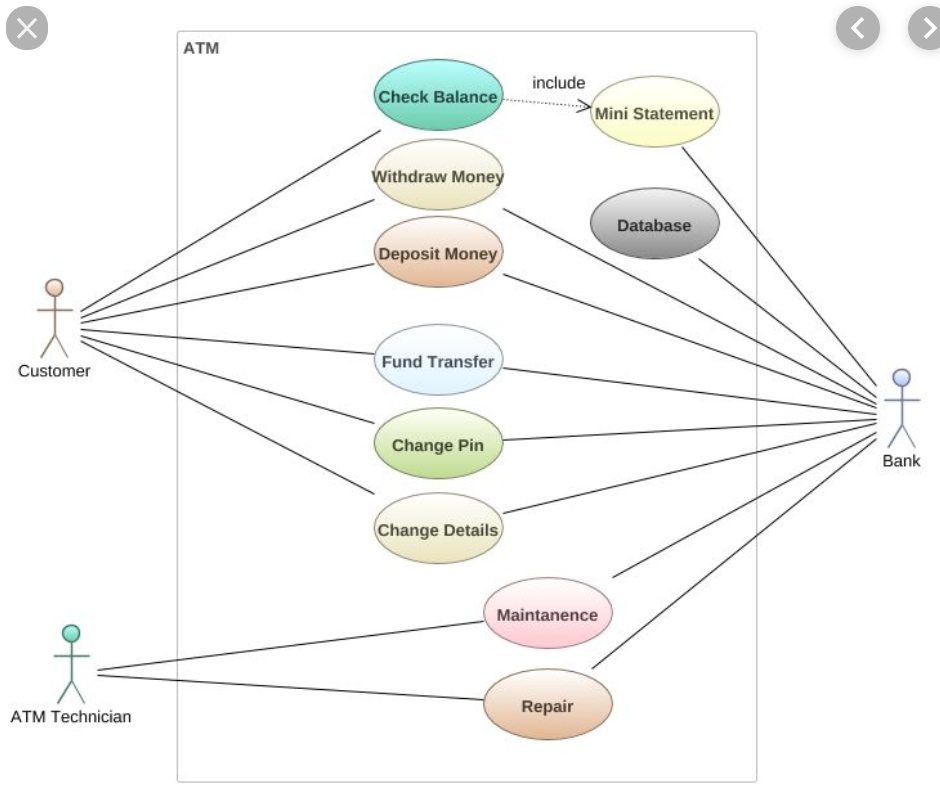 ATM
Check Balance
include
Mini Statement
Withdraw Money
Database
Deposit Money
Customer
Fund Transfer
Change Pin
Bank
Change Details
Maintanence
ATM Technician
Repair